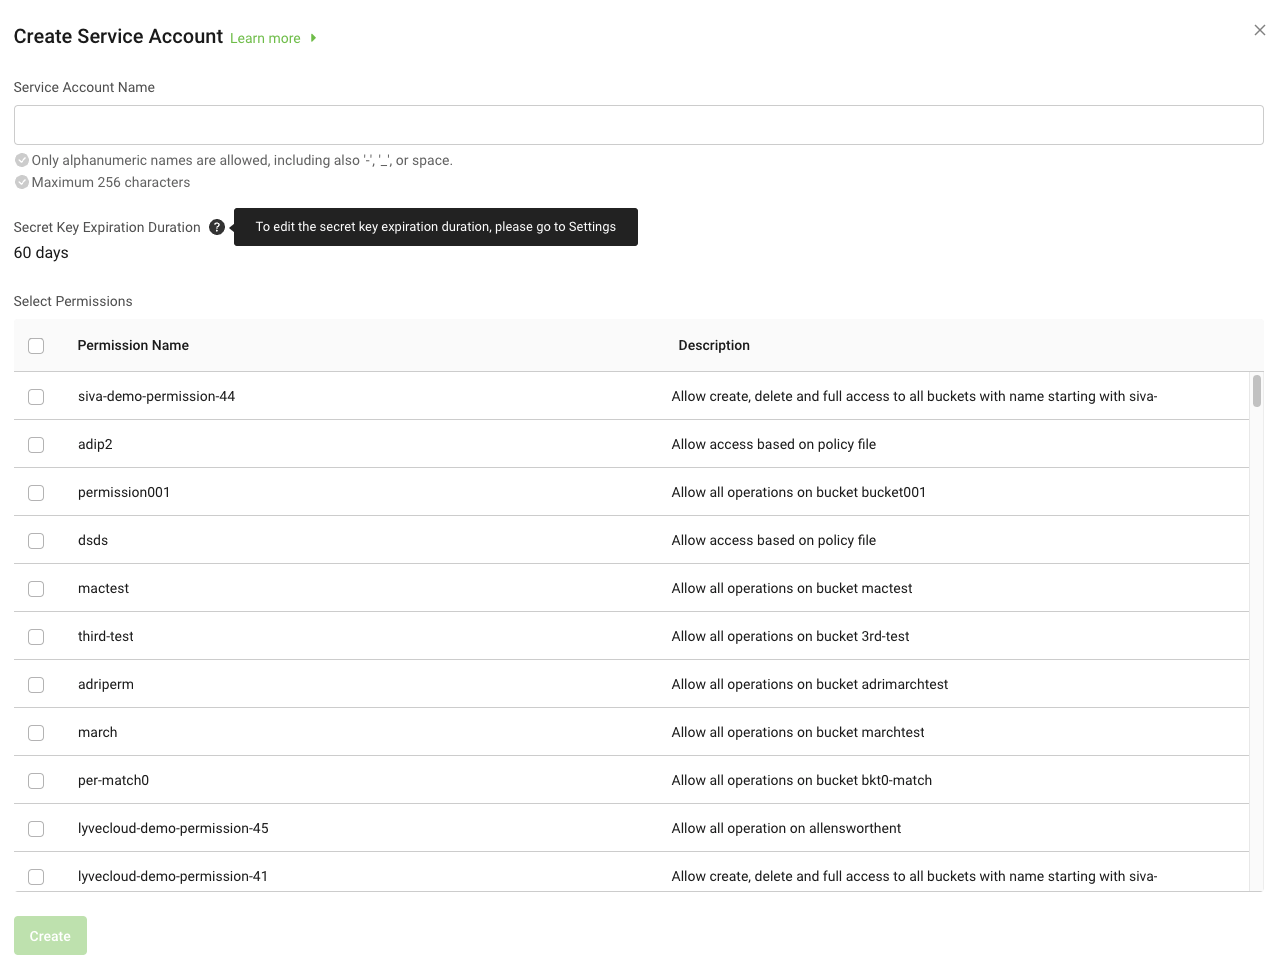 Create Service Account Learn more
Service Account Name
Only alphanumeric names are allowed, including also '-', '_', or space.
Maximum 256 characters
Secret Key Expiration Duration ? To edit the secret key expiration duration, please go to Settings
60 days
Select Permissions
Permission Name Description
siva-demo-permission-44 Allow create, delete and full access to all buckets with name starting with siva-
adip2 Allow access based on policy file
permission001 Allow all operations on bucket bucket001
dsds Allow access based on policy file
mactest Allow all operations on bucket mactest
third-test Allow all operations on bucket 3rd-test
adriperm Allow all operations on bucket adrimarchtest
march Allow all operations on bucket marchtest
per-match0 Allow all operations on bucket bkt0-match
lyvecloud-demo-permission-45 Allow all operation on allensworthent
lyvecloud-demo-permission-41 Allow create, delete and full access to all buckets with name starting with siva-
Create